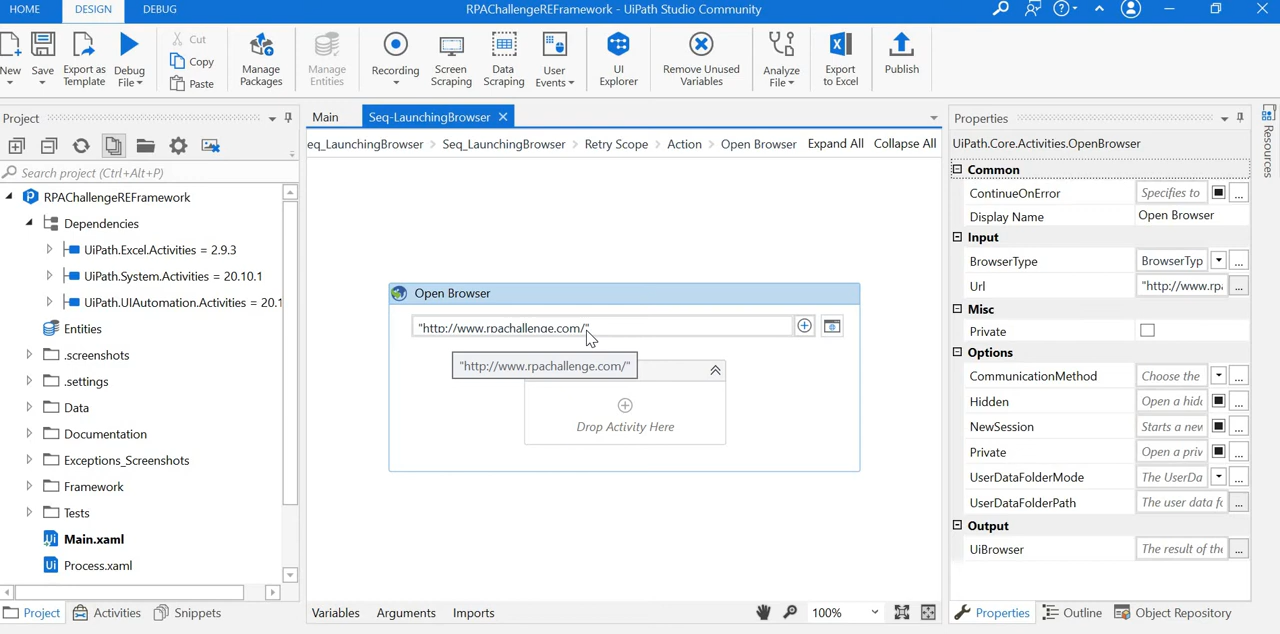 HOME DESIGN DEBUG
RPAChallengeREFramework - UiPath Studio Community
New Save Export as Template Debug File Cut Copy Paste Manage Packages Manage Entities Recording Screen Scraping Data Scraping User Events UI Explorer Remove Unused Variables Analyze File Export to Excel Publish
Project
Search project (Ctrl+Alt+P)
RPAChallengeREFramework
Dependencies
UiPath.Excel.Activities = 2.9.3
UiPath.System.Activities = 20.10.1
UiPath.UIAutomation.Activities = 20.1
Entities
.screenshots
.settings
Data
Documentation
Exceptions_Screenshots
Framework
Tests
Main.xaml
Process.xaml
Project Activities Snippets
Main Seq-LaunchingBrowser
eq_LaunchingBrowser > Seq_LaunchingBrowser > Retry Scope > Action > Open Browser Expand All Collapse All
Open Browser
"http://www.rpachallenge.com/"
"http://www.rpachallenge.com/"
Drop Activity Here
Variables Arguments Imports 100%
Properties
UiPath.Core.Activities.OpenBrowser
Common
ContinueOnError Specifies to ...
Display Name Open Browser
Input
BrowserType BrowserTyp ...
Url "http://www.rpa ...
Misc
Private
Options
CommunicationMethod Choose the ...
Hidden Open a hid ...
NewSession Starts a new ...
Private Open a priv ...
UserDataFolderMode The UserDa ...
UserDataFolderPath The user data f ...
Output
UiBrowser The result of the ...
Properties Outline Object Repository
Resources